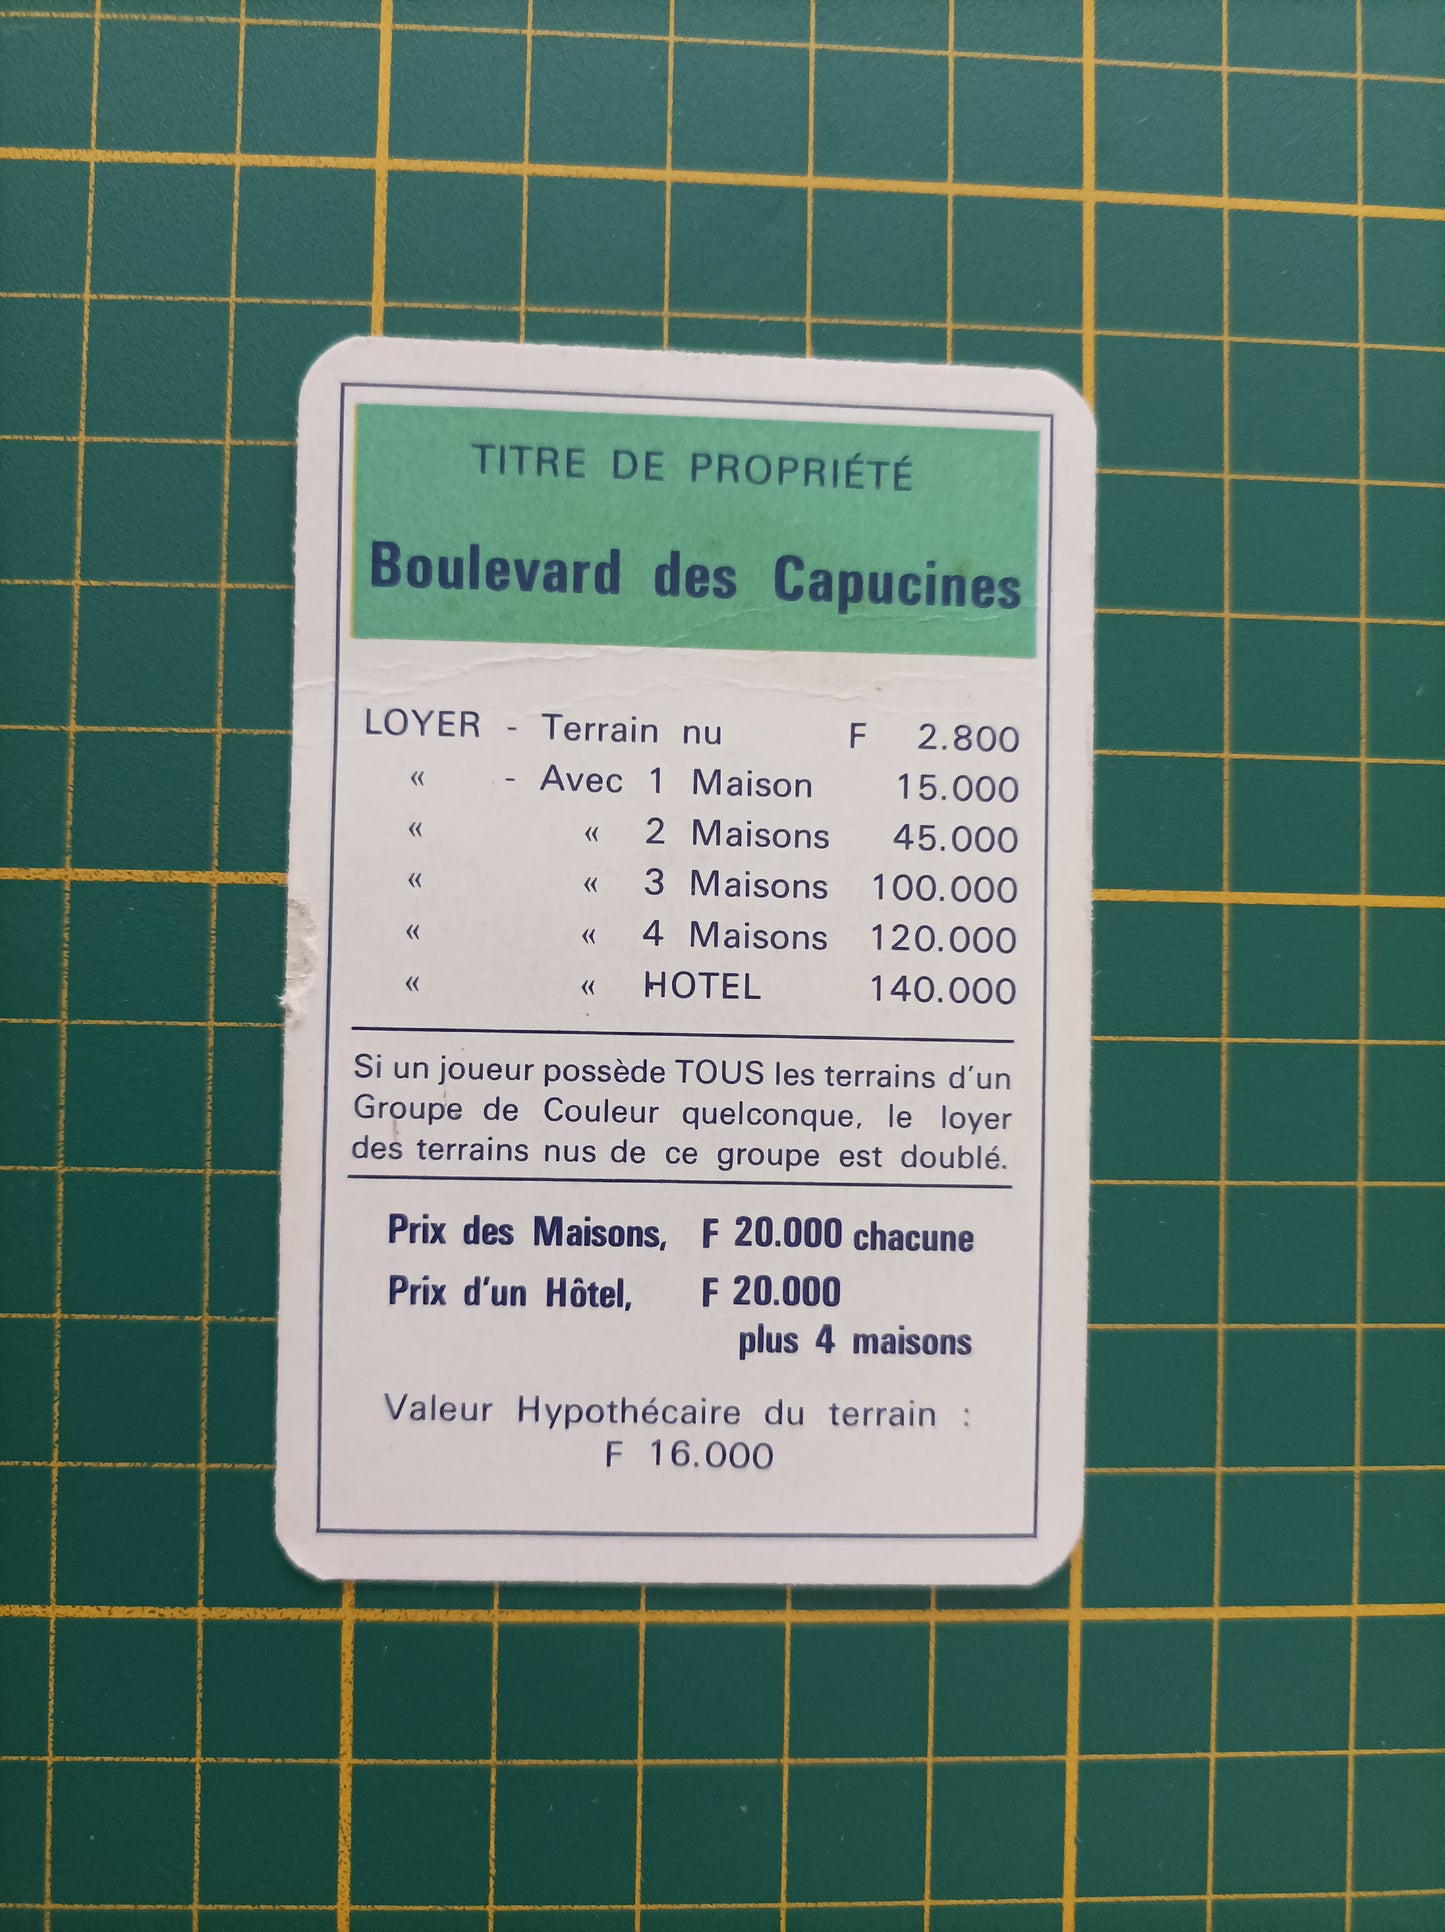 TITRE DE PROPRIÉTÉ
Boulevard des Capucines
LOYER - Terrain nu F 2.800
« - Avec 1 Maison 15.000
« « 2 Maisons 45.000
« « 3 Maisons 100.000
« « 4 Maisons 120.000
« « HOTEL 140.000
Si un joueur possède TOUS les terrains d'un
Groupe de Couleur quelconque, le loyer
des terrains nus de ce groupe est doublé.
Prix des Maisons, F 20.000 chacune
Prix d'un Hôtel, F 20.000
plus 4 maisons
Valeur Hypothécaire du terrain :
F 16.000